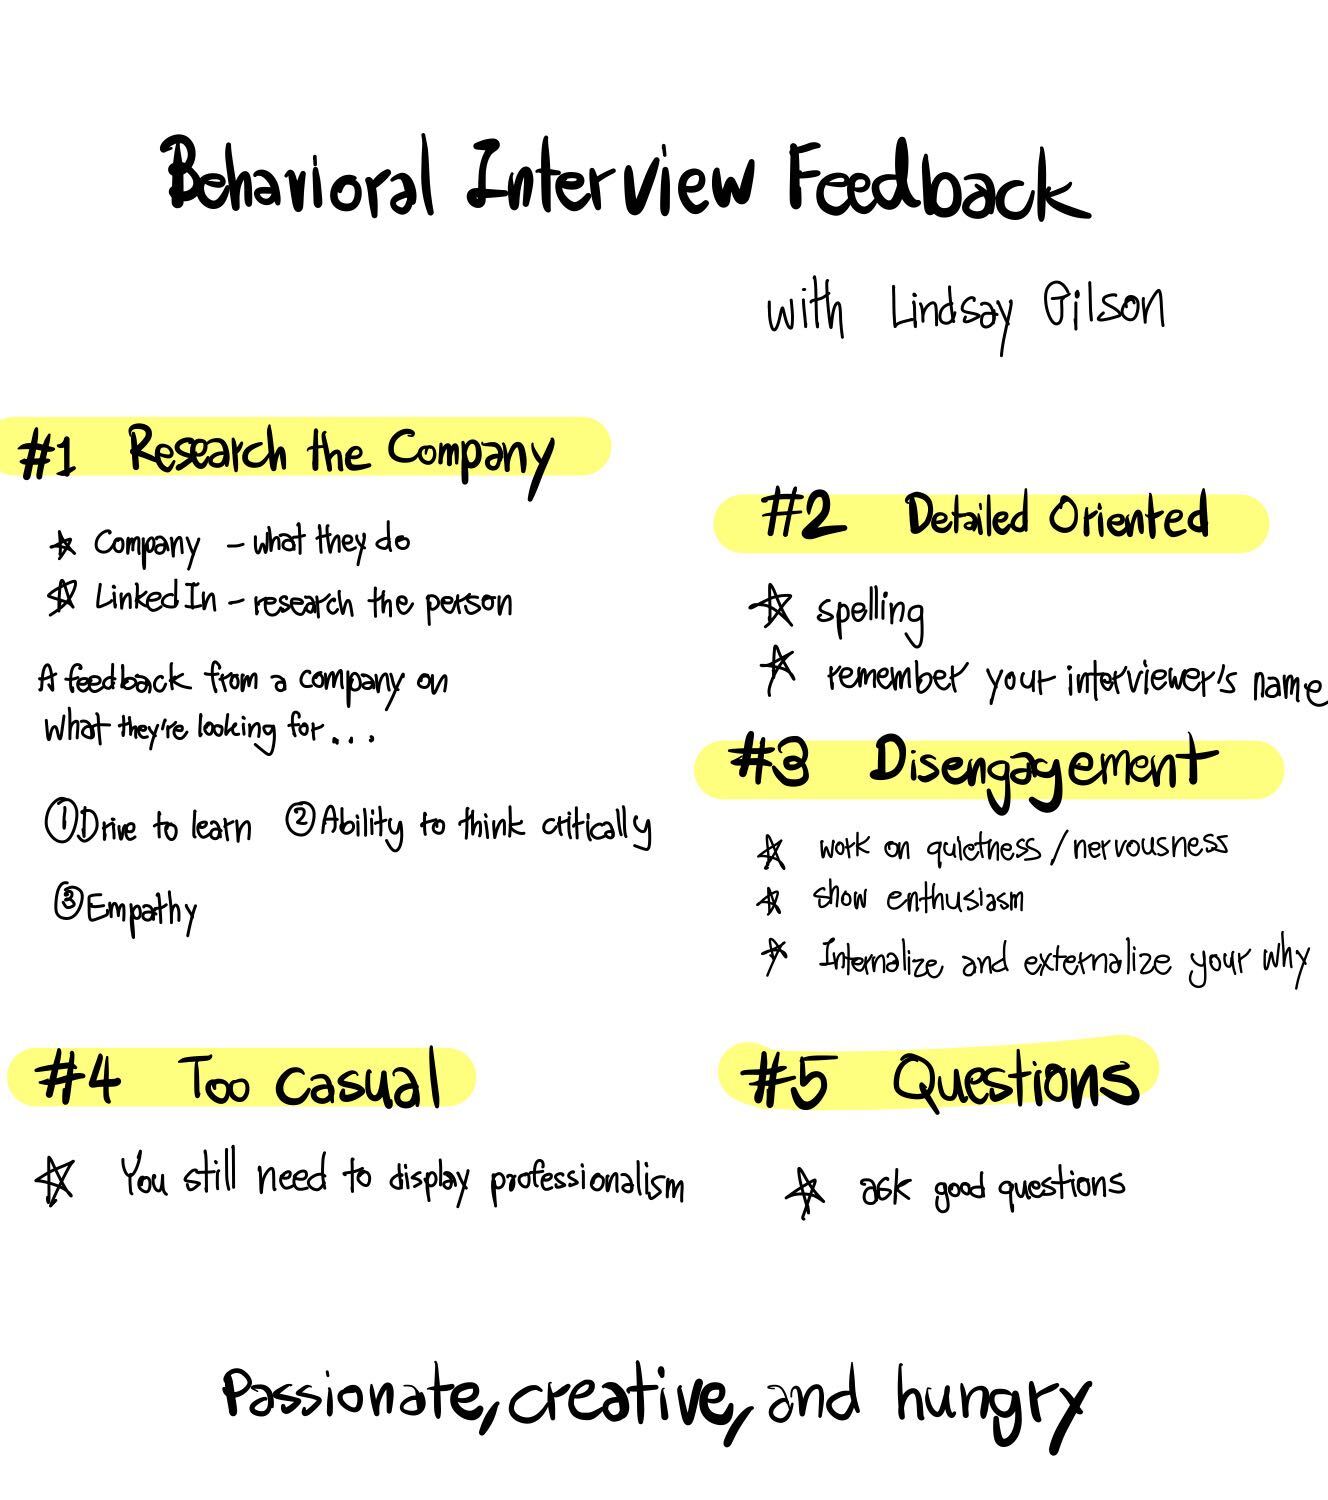 Behavioral Interview Feedback
with Lindsay Gilson
#1 Research the Company
☆ Company - what they do
☆ LinkedIn - research the person
A feedback from a company on
What they're looking for...
① Drive to learn ② Ability to think critically
③ Empathy
#2 Detailed Oriented
☆ spelling
☆ remember your interviewer's name
#3 Disengagement
☆ work on quietness / nervousness
☆ show enthusiasm
☆ Internalize and externalize your why
#4 Too casual
☆ You still need to display professionalism
#5 Questions
☆ ask good questions
Passionate, creative, and hungry